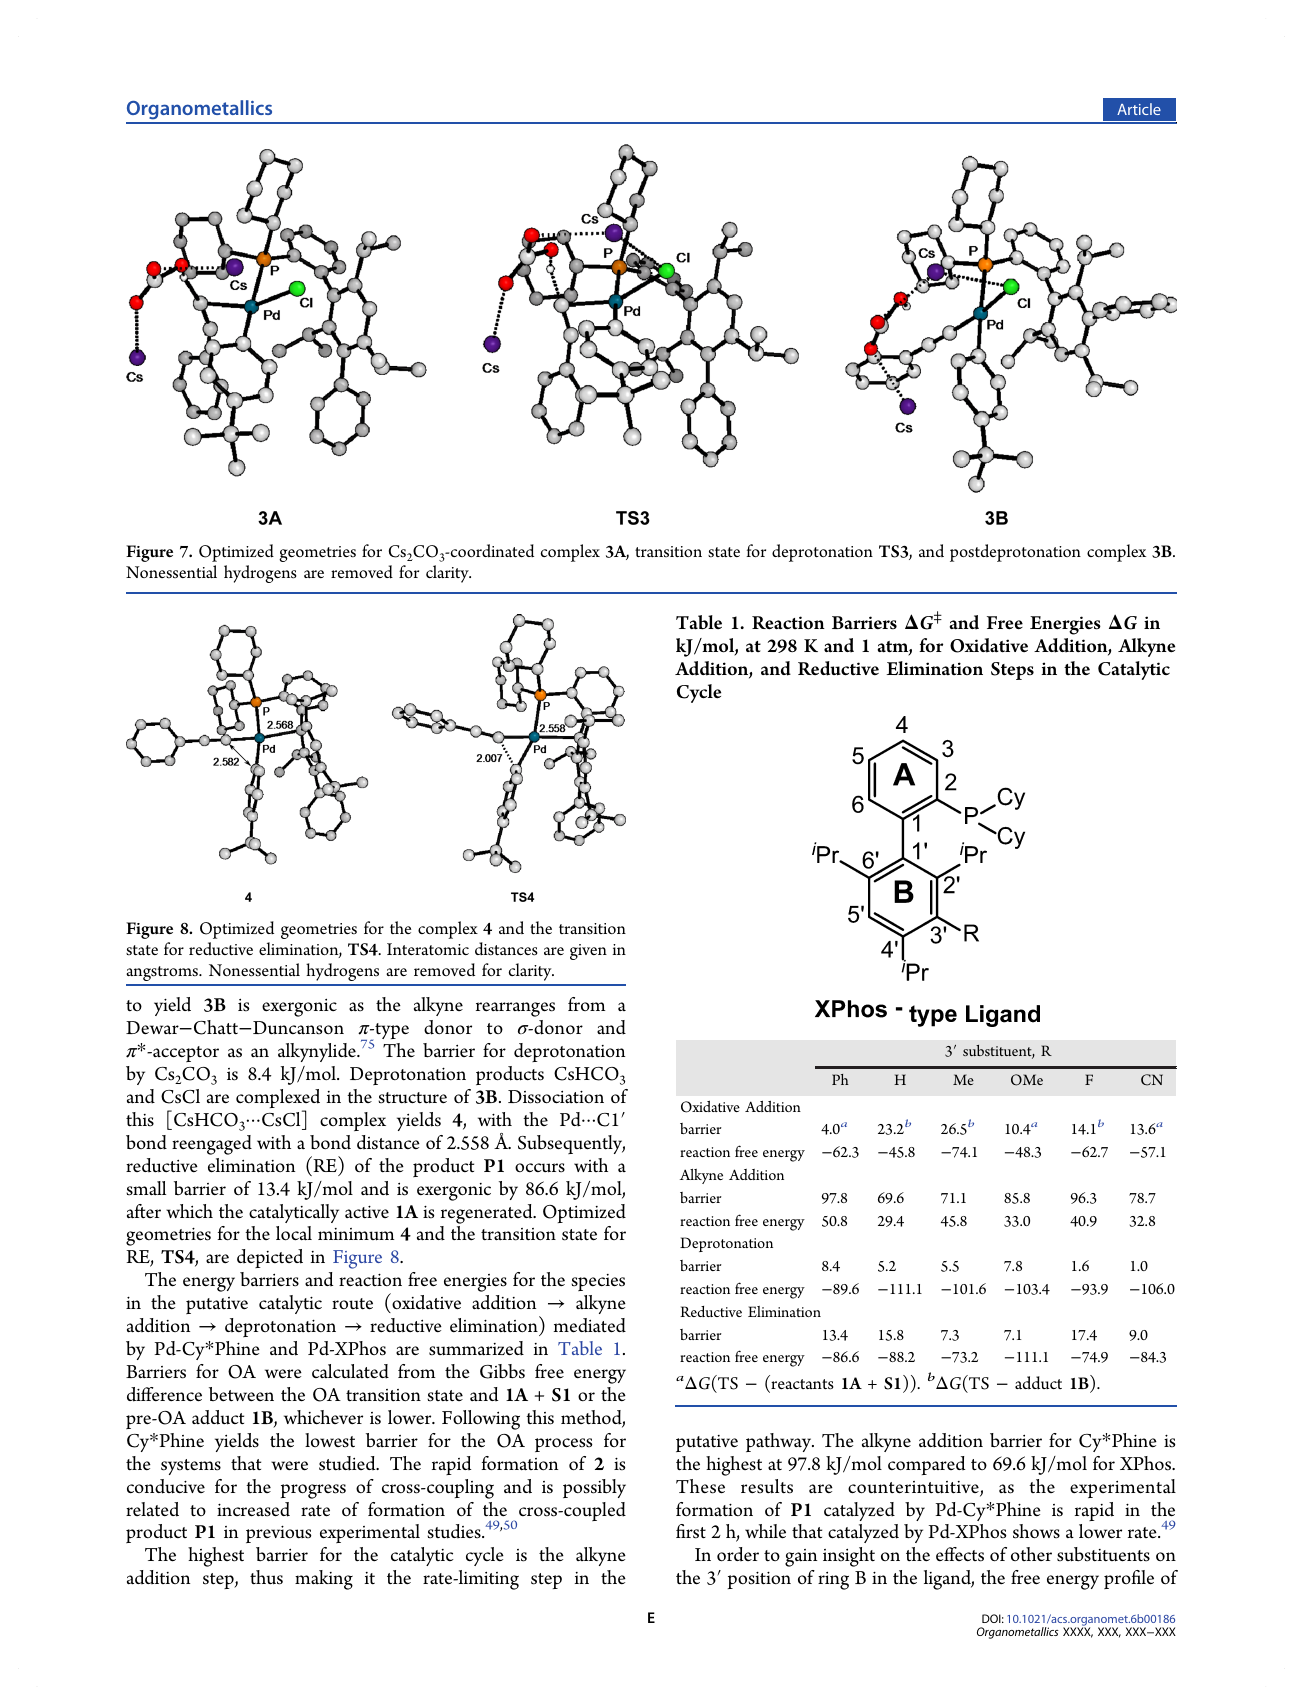 Organometallics
Article
P
Cs
Cl
Pd
Cs
3A
Cs
P
Cl
Pd
Cs
TS3
Cs
P
Cl
Pd
Cs
3B
Figure 7. Optimized geometries for Cs₂CO₃-coordinated complex 3A, transition state for deprotonation TS3, and postdeprotonation complex 3B.
Nonessential hydrogens are removed for clarity.
P
2.568
Pd
2.582
4
P
2.558
Pd
2.007
TS4
Figure 8. Optimized geometries for the complex 4 and the transition
state for reductive elimination, TS4. Interatomic distances are given in
angstroms. Nonessential hydrogens are removed for clarity.
to yield 3B is exergonic as the alkyne rearranges from a
Dewar−Chatt−Duncanson π-type donor to σ-donor and
π*-acceptor as an alkynylide.⁷⁵ The barrier for deprotonation
by Cs₂CO₃ is 8.4 kJ/mol. Deprotonation products CsHCO₃
and CsCl are complexed in the structure of 3B. Dissociation of
this [CsHCO₃···CsCl] complex yields 4, with the Pd···C1′
bond reengaged with a bond distance of 2.558 Å. Subsequently,
reductive elimination (RE) of the product P1 occurs with a
small barrier of 13.4 kJ/mol and is exergonic by 86.6 kJ/mol,
after which the catalytically active 1A is regenerated. Optimized
geometries for the local minimum 4 and the transition state for
RE, TS4, are depicted in Figure 8.
The energy barriers and reaction free energies for the species
in the putative catalytic route (oxidative addition → alkyne
addition → deprotonation → reductive elimination) mediated
by Pd-Cy*Phine and Pd-XPhos are summarized in Table 1.
Barriers for OA were calculated from the Gibbs free energy
difference between the OA transition state and 1A + S1 or the
pre-OA adduct 1B, whichever is lower. Following this method,
Cy*Phine yields the lowest barrier for the OA process for
the systems that were studied. The rapid formation of 2 is
conducive for the progress of cross-coupling and is possibly
related to increased rate of formation of the cross-coupled
product P1 in previous experimental studies.⁴⁹,⁵⁰
The highest barrier for the catalytic cycle is the alkyne
addition step, thus making it the rate-limiting step in the
Table 1. Reaction Barriers ΔG‡ and Free Energies ΔG in
kJ/mol, at 298 K and 1 atm, for Oxidative Addition, Alkyne
Addition, and Reductive Elimination Steps in the Catalytic
Cycle
4
5 3
A
2
6
Cy
1 P
Cy
1'
iPr 6' iPr
B 2'
5'
3' R
4'
iPr
XPhos - type Ligand
3′ substituent, R
Ph H Me OMe F CN
Oxidative Addition
barrier 4.0ᵃ 23.2ᵇ 26.5ᵇ 10.4ᵃ 14.1ᵇ 13.6ᵃ
reaction free energy −62.3 −45.8 −74.1 −48.3 −62.7 −57.1
Alkyne Addition
barrier 97.8 69.6 71.1 85.8 96.3 78.7
reaction free energy 50.8 29.4 45.8 33.0 40.9 32.8
Deprotonation
barrier 8.4 5.2 5.5 7.8 1.6 1.0
reaction free energy −89.6 −111.1 −101.6 −103.4 −93.9 −106.0
Reductive Elimination
barrier 13.4 15.8 7.3 7.1 17.4 9.0
reaction free energy −86.6 −88.2 −73.2 −111.1 −74.9 −84.3
ᵃΔG(TS − (reactants 1A + S1)). ᵇΔG(TS − adduct 1B).
putative pathway. The alkyne addition barrier for Cy*Phine is
the highest at 97.8 kJ/mol compared to 69.6 kJ/mol for XPhos.
These results are counterintuitive, as the experimental
formation of P1 catalyzed by Pd-Cy*Phine is rapid in the
first 2 h, while that catalyzed by Pd-XPhos shows a lower rate.⁴⁹
In order to gain insight on the effects of other substituents on
the 3′ position of ring B in the ligand, the free energy profile of
E
DOI: 10.1021/acs.organomet.6b00186
Organometallics XXXX, XXX, XXX−XXX